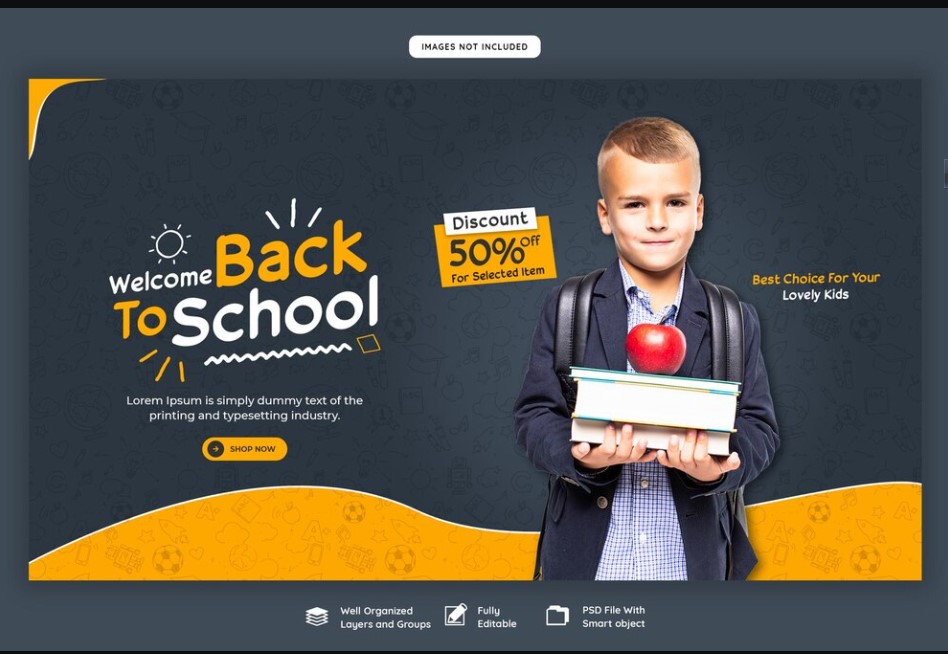 IMAGES NOT INCLUDED
Welcome Back
To School
Lorem Ipsum is simply dummy text of the
printing and typesetting industry.
SHOP NOW
Discount
50% Off
For Selected Item
Best Choice For Your
Lovely Kids
Well Organized
Layers and Groups
Fully
Editable
PSD File With
Smart object